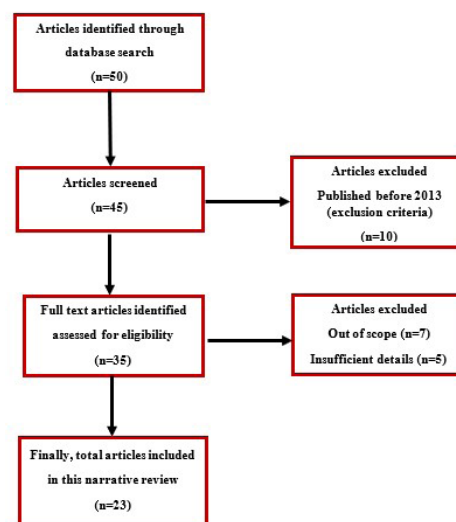 Articles identified through
database search
(n=50)
Articles screened
(n=45)
Articles excluded
Published before 2013
(exclusion criteria)
(n=10)
Full text articles identified
assessed for eligibility
(n=35)
Articles excluded
Out of scope (n=7)
Insufficient details (n=5)
Finally, total articles included
in this narrative review
(n=23)